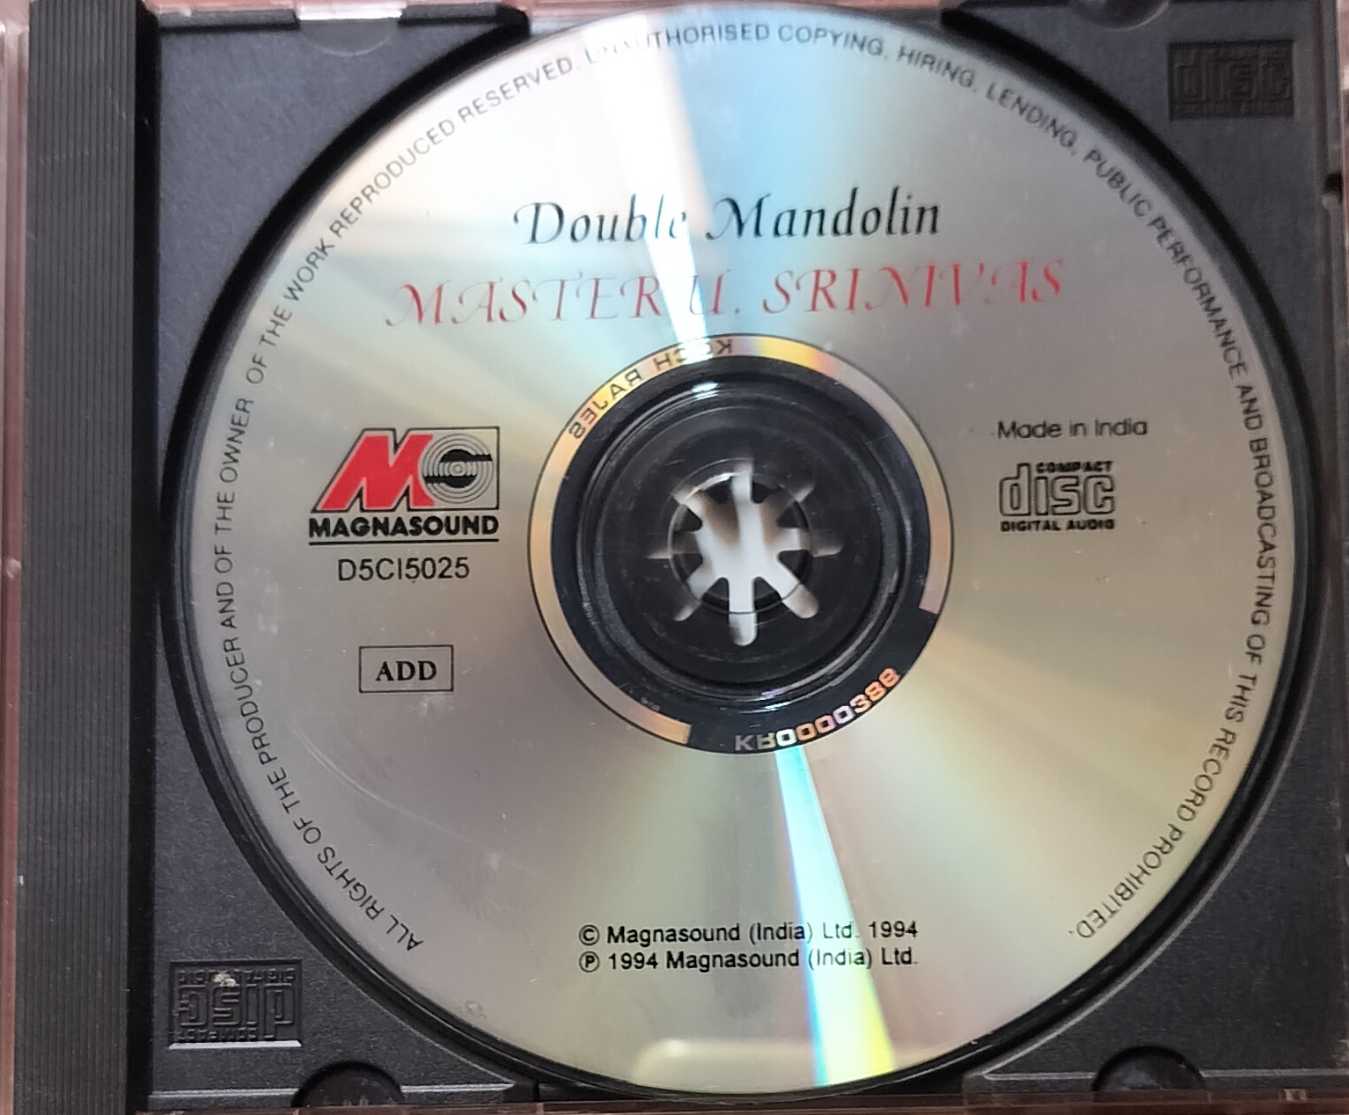 ALL RIGHTS OF THE PRODUCER AND OF THE OWNER OF THE WORK REPRODUCED RESERVED. UNAUTHORISED COPYING, HIRING, LENDING, PUBLIC PERFORMANCE AND BROADCASTING OF THIS RECORD PROHIBITED.
Double Mandolin
MASTER U. SRINIVAS
MAGNASOUND
D5CI5025
ADD
Made in India
COMPACT
disc
DIGITAL AUDIO
KR0000388
© Magnasound (India) Ltd. 1994
℗ 1994 Magnasound (India) Ltd.
disc
disc